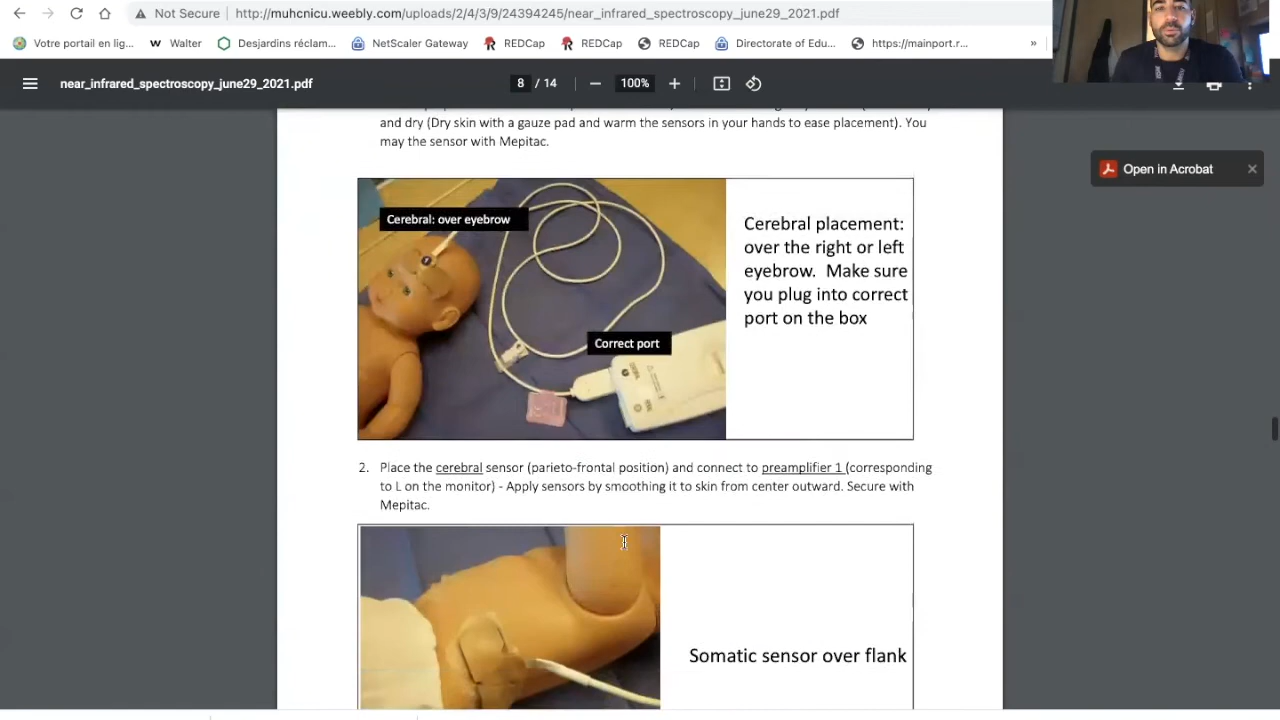 Not Secure
http://muhcnicu.weebly.com/uploads/2/4/3/9/24394245/near_infrared_spectroscopy_june29_2021.pdf
Votre portail en lig... W Walter Desjardins réclam... NetScaler Gateway REDCap REDCap REDCap Directorate of Edu... https://mainport.r... »
near_infrared_spectroscopy_june29_2021.pdf 8 / 14 100%
Open in Acrobat
and dry (Dry skin with a gauze pad and warm the sensors in your hands to ease placement). You
may the sensor with Mepitac.
Cerebral: over eyebrow
Correct port
Cerebral placement:
over the right or left
eyebrow. Make sure
you plug into correct
port on the box
2. Place the cerebral sensor (parieto-frontal position) and connect to preamplifier 1 (corresponding
to L on the monitor) - Apply sensors by smoothing it to skin from center outward. Secure with
Mepitac.
Somatic sensor over flank